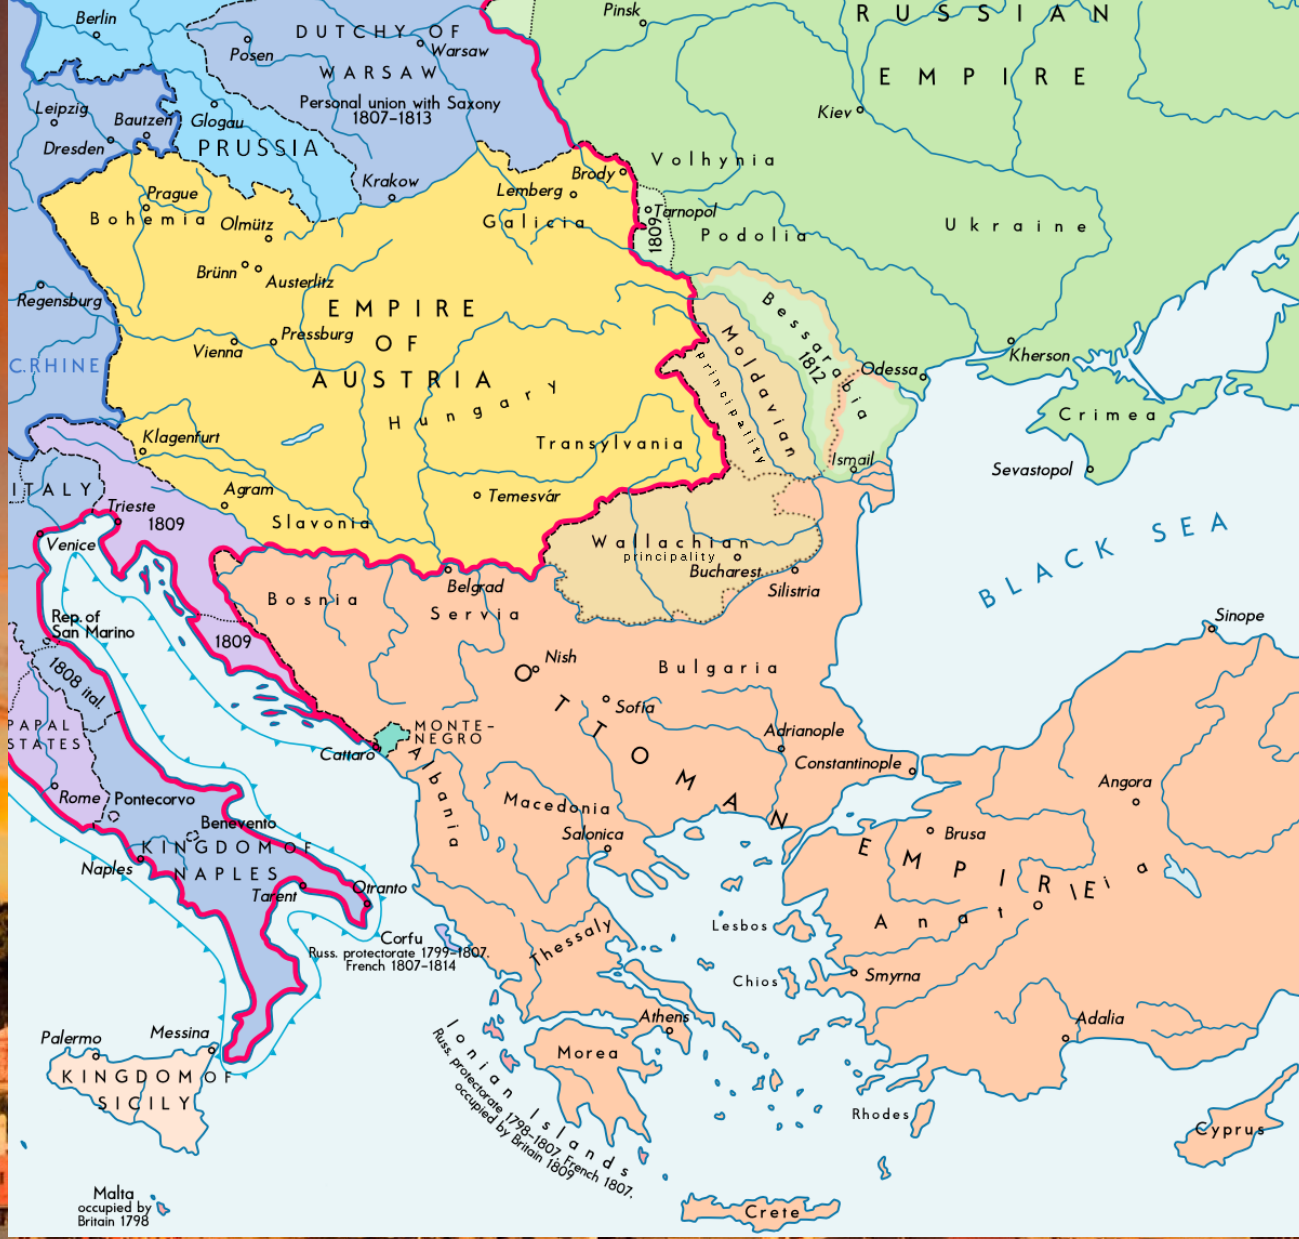 Berlin
DUTCHY OF
WARSAW
Personal union with Saxony
1807–1813
Posen
Warsaw
Pinsk
RUSSIAN
EMPIRE
Kiev
Leipzig
Bautzen
Dresden
Glogau
PRUSSIA
Krakow
Brody
Lemberg
Galicia
Volhynia
Tarnopol
1809
Podolia
Ukraine
Prague
Bohemia
Olmütz
Brünn
Austerlitz
Regensburg
EMPIRE
OF
AUSTRIA
Pressburg
Vienna
C.RHINE
Hungary
Bessarabia
1812
Moldavian
principality
Odessa
Kherson
Crimea
Sevastopol
Ismail
Klagenfurt
Transylvania
ITALY
Agram
Temesvár
Trieste
1809
Slavonia
Venice
Wallachian
principality
Bucharest
Silistria
BLACK SEA
Belgrad
Bosnia
Servia
Rep. of
San Marino
1809
1808 ital.
Nish
Bulgaria
Sinope
OTTOMAN
EMPIRE
Sofia
PAPAL
STATES
MONTE-
NEGRO
Cattaro
Albania
Adrianople
Constantinople
Rome
Pontecorvo
Benevento
Macedonia
Salonica
Angora
Brusa
KINGDOM OF
NAPLES
Naples
Tarent
Otranto
Anatolia
Lesbos
Thessaly
Corfu
Russ. protectorate 1799–1807.
French 1807–1814
Chios
Smyrna
Athens
Adalia
Palermo
Messina
Morea
Ionian Islands
Russ. protectorate 1798–1807, French 1807.
occupied by Britain 1809
KINGDOM OF
SICILY
Rhodes
Cyprus
Malta
occupied by
Britain 1798
Crete